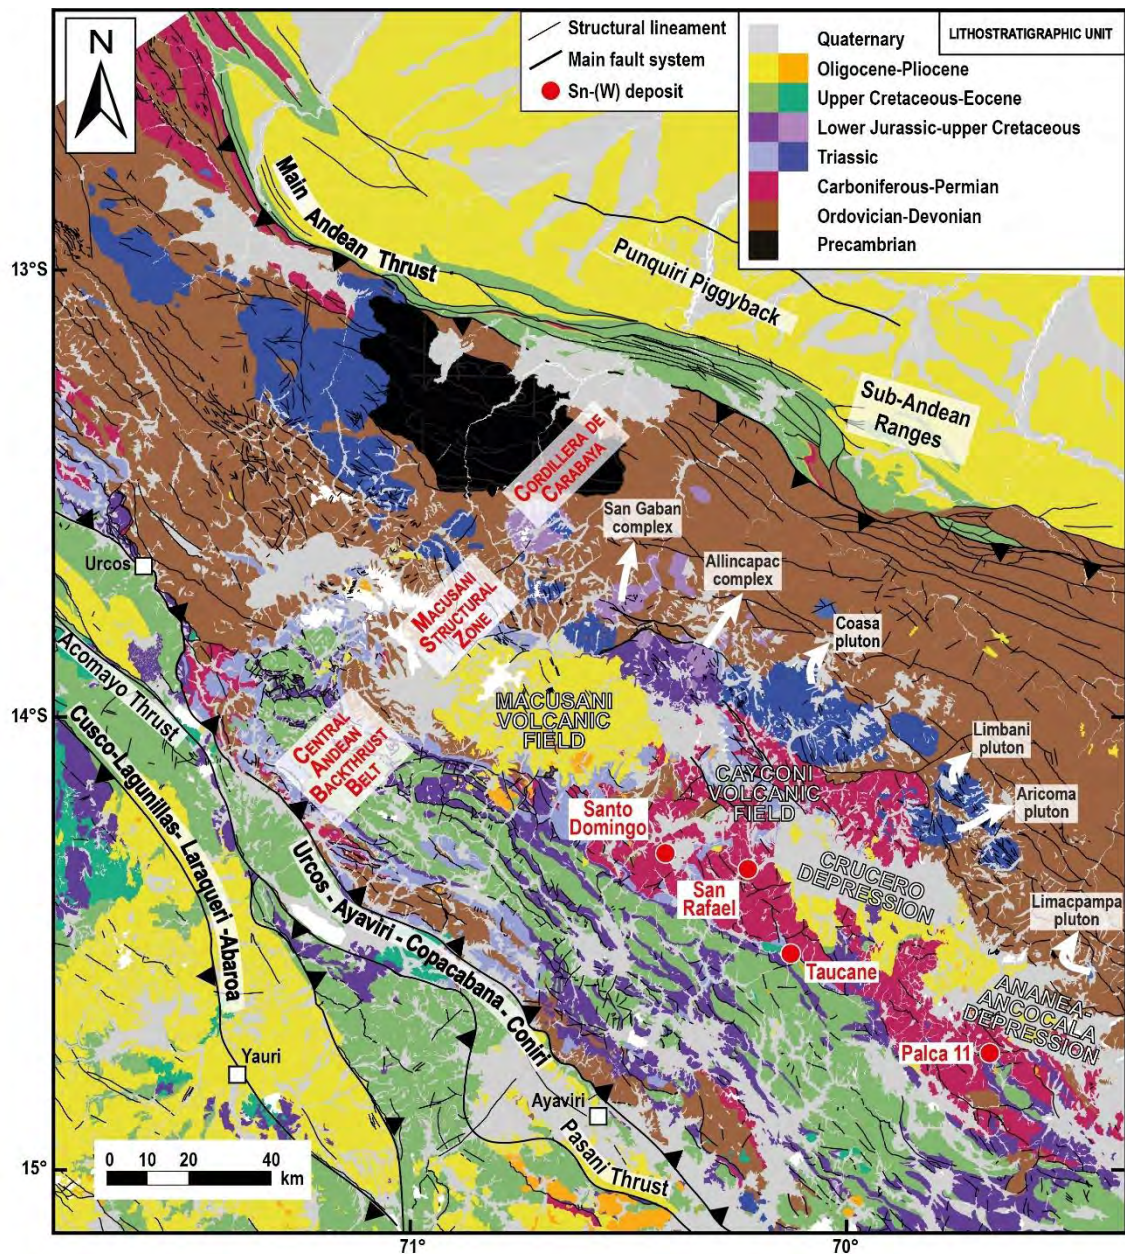 N
Structural lineament
Main fault system
Sn-(W) deposit
LITHOSTRATIGRAPHIC UNIT
Quaternary
Oligocene-Pliocene
Upper Cretaceous-Eocene
Lower Jurassic-upper Cretaceous
Triassic
Carboniferous-Permian
Ordovician-Devonian
Precambrian
Main Andean Thrust
Punquiri Piggyback
13°S
Sub-Andean
Ranges
CORDILLERA DE
CARABAYA
San Gaban
complex
Allincapac
complex
Urcos
MACUSANI
STRUCTURAL
ZONE
Coasa
pluton
Acomayo Thrust
14°S
MACUSANI
VOLCANIC
FIELD
CENTRAL
ANDEAN
BACKTHRUST
BELT
Limbani
pluton
CAYCONI
VOLCANIC
FIELD
Aricoma
pluton
Cusco-Lagunillas- Laraqueri -Abaroa
Santo
Domingo
San
Rafael
CRUCERO
DEPRESSION
Limacpampa
pluton
Urcos - Ayaviri - Copacabana - Coniri
Taucane
ANANEA-
ANCOCALA
DEPRESSION
Palca 11
Yauri
Ayaviri
Pasani Thrust
15°
0 10 20 40
km
71°
70°